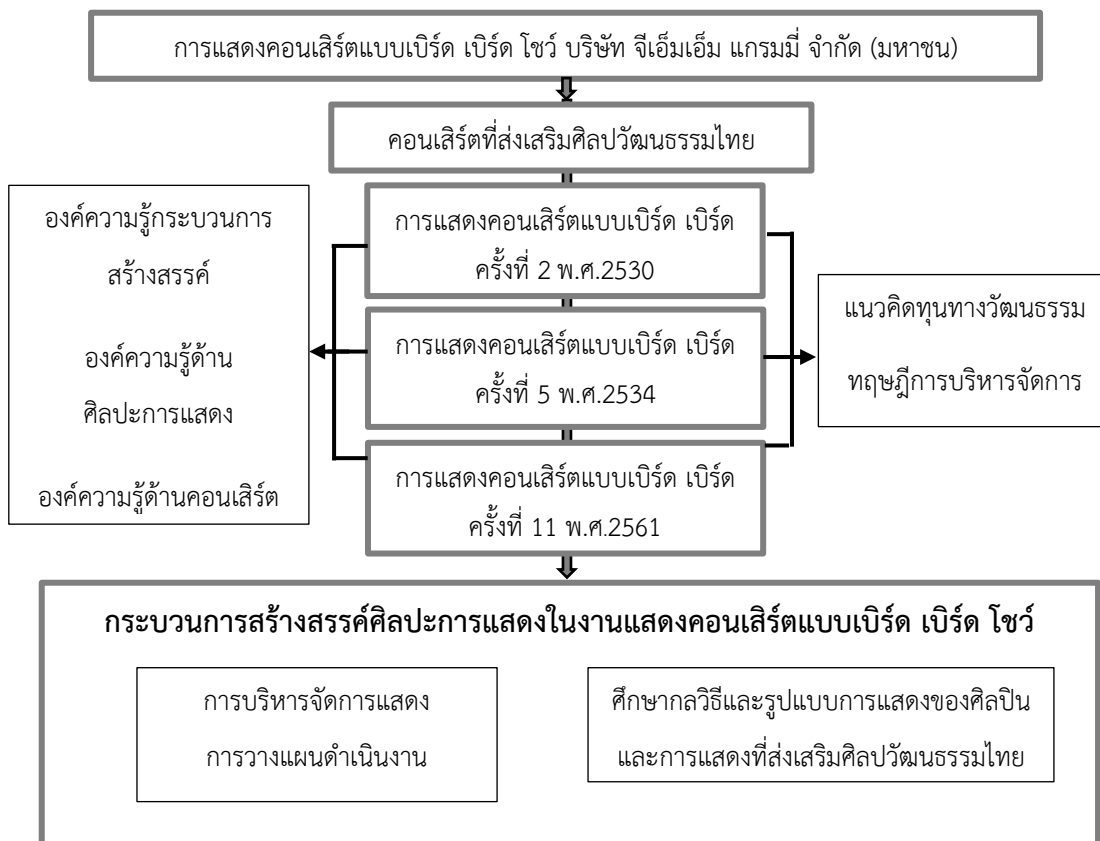 การแสดงคอนเสิร์ตแบบเบิร์ด เบิร์ด โชว์ บริษัท จีเอ็มเอ็ม แกรมมี่ จำกัด (มหาชน)
คอนเสิร์ตที่ส่งเสริมศิลปวัฒนธรรมไทย
องค์ความรู้กระบวนการ
สร้างสรรค์
องค์ความรู้ด้าน
ศิลปะการแสดง
องค์ความรู้ด้านคอนเสิร์ต
การแสดงคอนเสิร์ตแบบเบิร์ด เบิร์ด
ครั้งที่ 2 พ.ศ.2530
การแสดงคอนเสิร์ตแบบเบิร์ด เบิร์ด
ครั้งที่ 5 พ.ศ.2534
การแสดงคอนเสิร์ตแบบเบิร์ด เบิร์ด
ครั้งที่ 11 พ.ศ.2561
แนวคิดทุนทางวัฒนธรรม
ทฤษฎีการบริหารจัดการ
กระบวนการสร้างสรรค์ศิลปะการแสดงในงานแสดงคอนเสิร์ตแบบเบิร์ด เบิร์ด โชว์
การบริหารจัดการแสดง
การวางแผนดำเนินงาน
ศึกษากลวิธีและรูปแบบการแสดงของศิลปิน
และการแสดงที่ส่งเสริมศิลปวัฒนธรรมไทย